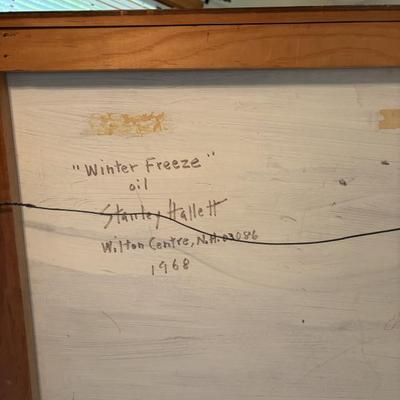 "Winter Freeze"
oil
Stanley Hallett
Wilton Centre, N.H. 03086
1968